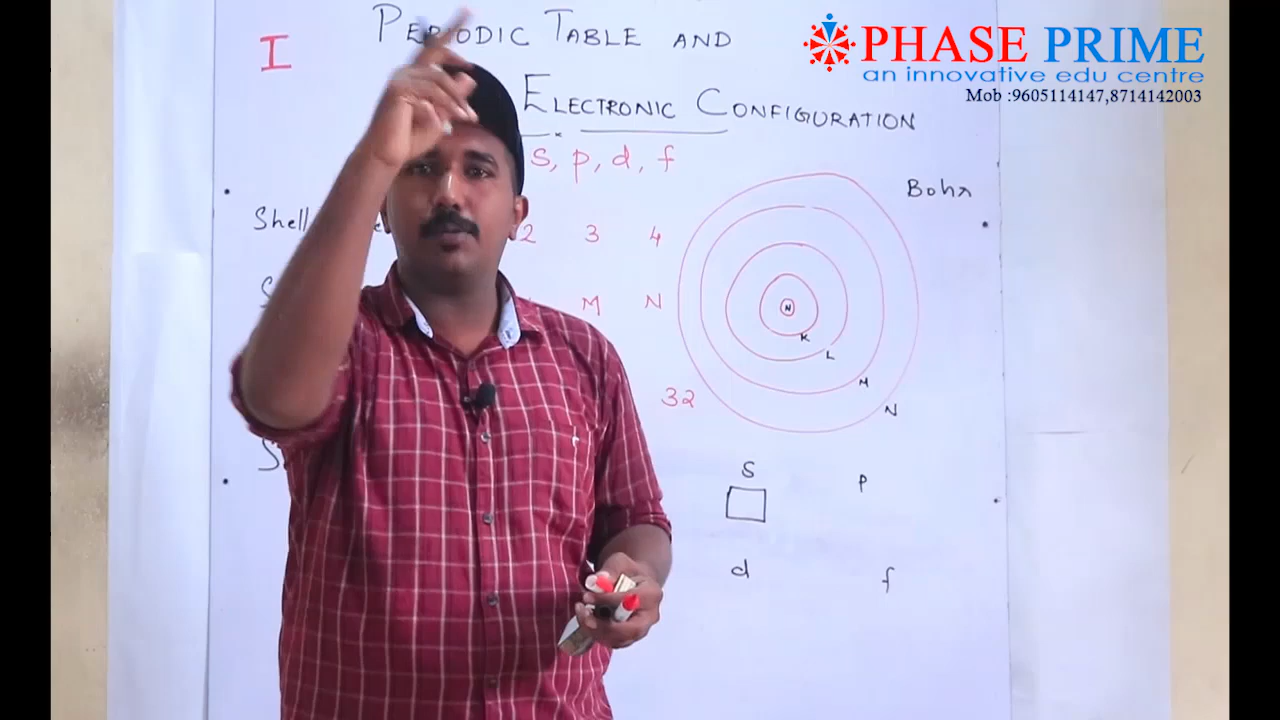 PHASE PRIME
an innovative edu centre
Mob :9605114147,8714142003
I
PERIODIC TABLE AND
ELECTRONIC CONFIGURATION
s, p, d, f
Bohr
Shell
2 3 4
M N
N
K
L
M
N
32
S
P
d
f